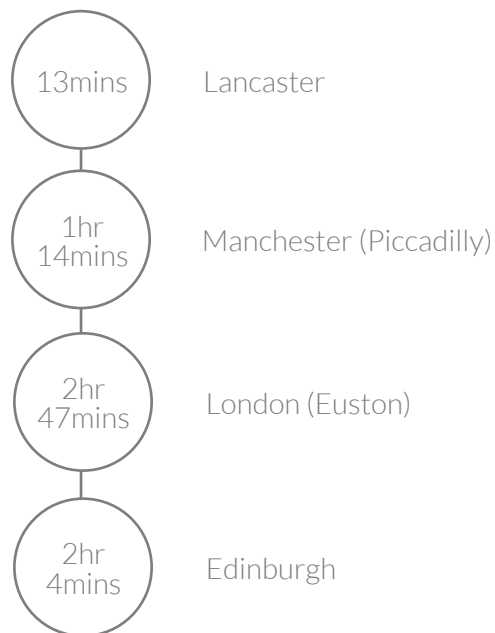 13mins
Lancaster
1hr
14mins
Manchester (Piccadilly)
2hr
47mins
London (Euston)
2hr
4mins
Edinburgh